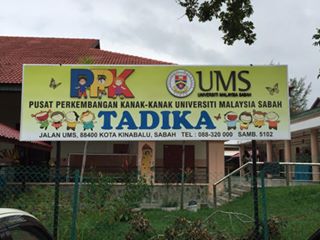 PPK UMS
UNIVERSITI MALAYSIA SABAH
PUSAT PERKEMBANGAN KANAK-KANAK UNIVERSITI MALAYSIA SABAH
TADIKA
JALAN UMS, 88400 KOTA KINABALU, SABAH TEL : 088-320 000 SAMB. 5102